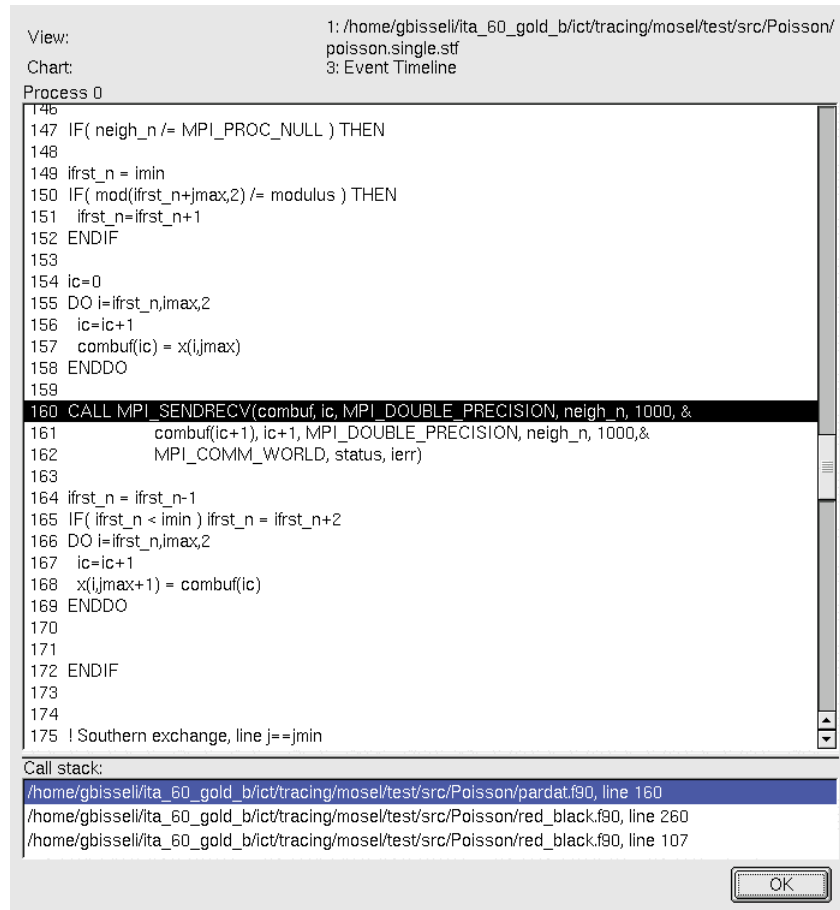 View: 1: /home/gbisseli/ita_60_gold_b/ict/tracing/mosel/test/src/Poisson/
poisson.single.stf
Chart: 3: Event Timeline
Process 0
146
147 IF( neigh_n /= MPI_PROC_NULL ) THEN
148
149 ifrst_n = imin
150 IF( mod(ifrst_n+jmax,2) /= modulus ) THEN
151 ifrst_n=ifrst_n+1
152 ENDIF
153
154 ic=0
155 DO i=ifrst_n,imax,2
156 ic=ic+1
157 combuf(ic) = x(i,jmax)
158 ENDDO
159
160 CALL MPI_SENDRECV(combuf, ic, MPI_DOUBLE_PRECISION, neigh_n, 1000, &
161 combuf(ic+1), ic+1, MPI_DOUBLE_PRECISION, neigh_n, 1000,&
162 MPI_COMM_WORLD, status, ierr)
163
164 ifrst_n = ifrst_n-1
165 IF( ifrst_n < imin ) ifrst_n = ifrst_n+2
166 DO i=ifrst_n,imax,2
167 ic=ic+1
168 x(i,jmax+1) = combuf(ic)
169 ENDDO
170
171
172 ENDIF
173
174
175 ! Southern exchange, line j==jmin
Call stack:
/home/gbisseli/ita_60_gold_b/ict/tracing/mosel/test/src/Poisson/pardat.f90, line 160
/home/gbisseli/ita_60_gold_b/ict/tracing/mosel/test/src/Poisson/red_black.f90, line 260
/home/gbisseli/ita_60_gold_b/ict/tracing/mosel/test/src/Poisson/red_black.f90, line 107
OK